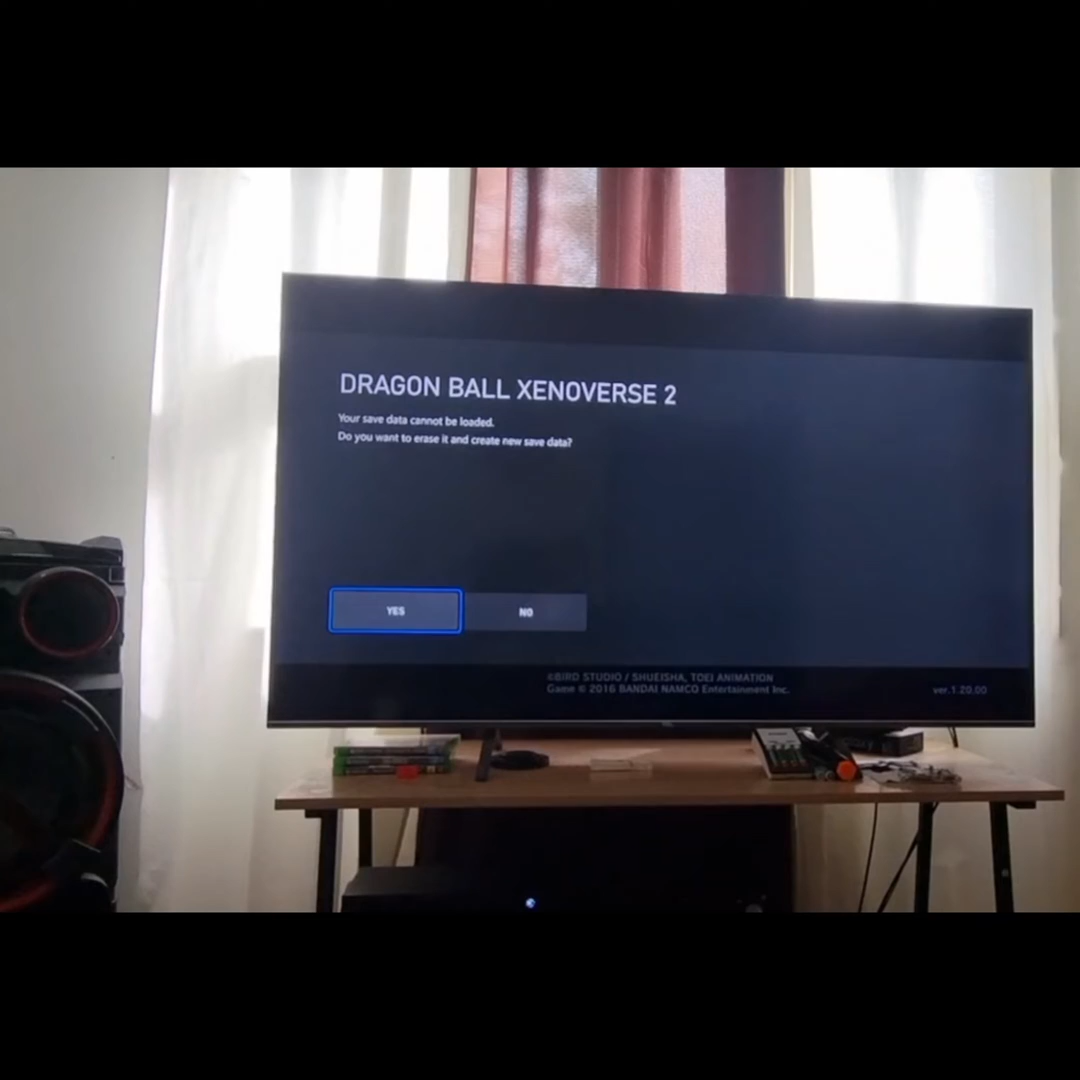 DRAGON BALL XENOVERSE 2
Your save data cannot be loaded.
Do you want to erase it and create new save data?
YES
NO
©BIRD STUDIO / SHUEISHA, TOEI ANIMATION
Game © 2016 BANDAI NAMCO Entertainment Inc.
ver.1.20.00